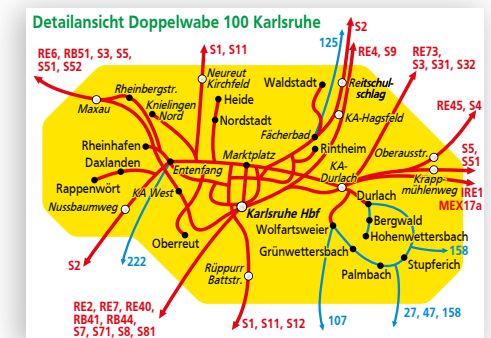 Detailansicht Doppelwabe 100 Karlsruhe
S1, S11
S2
125
RE4, S9
RE73,
S3, S31, S32
RE6, RB51, S3, S5,
S51, S52
Neureut
Kirchfeld
Waldstadt
Reitschul-
schlag
Rheinbergstr.
Maxau
Knielingen
Nord
Heide
Nordstadt
KA-Hagsfeld
RE45, S4
Fächerbad
Rheinhafen
Marktplatz
Rintheim
Oberausstr.
S5,
S51
Daxlanden
Entenfang
KA-
Durlach
Krapp-
mühlenweg
Rappenwört
KA West
IRE1
MEX17a
Nussbaumweg
Karlsruhe Hbf
Durlach
Bergwald
Wolfartsweier
Hohenwettersbach
Oberreut
Grünwettersbach
158
S2
222
Rüppurr
Battstr.
Palmbach
Stupferich
RE2, RE7, RE40,
RB41, RB44,
S7, S71, S8, S81
S1, S11, S12
107
27, 47, 158